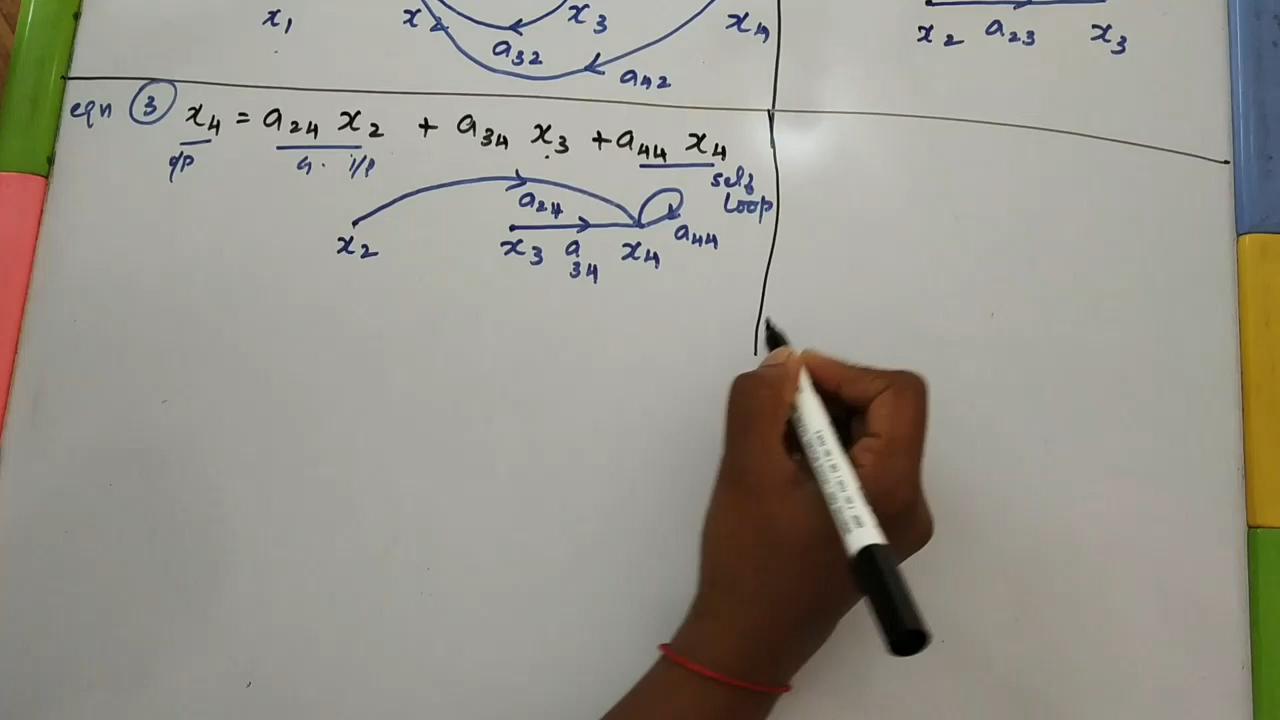 x₁ x₂ x₃ x₄
a₃₂
a₄₂
x₂ a₂₃ x₃
eqn ③ x₄ = a₂₄ x₂ + a₃₄ x₃ + a₄₄ x₄
o/p G. i/p
self
loop
a₂₄
a₄₄
x₂ x₃ a₃₄ x₄